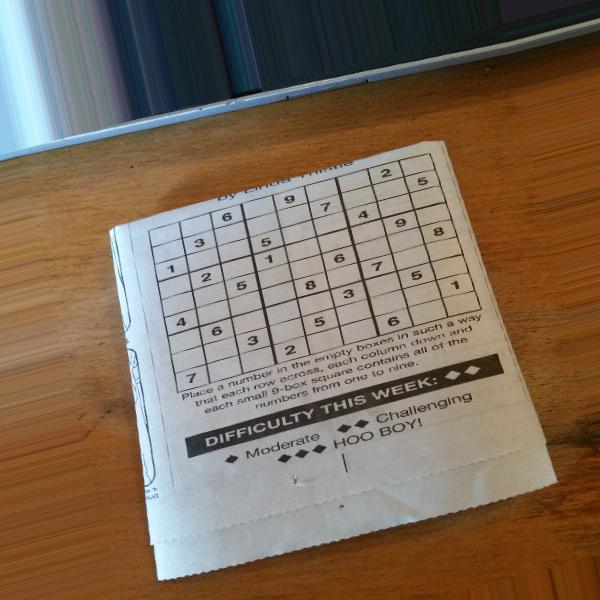 by Linda Thistle
6 9 2
3 7 5
1 5 4
2 1 9
5 6 8
4 8 7
6 3 5
3 5 1
7 2 6
Place a number in the empty boxes in such a way
that each row across, each column down and
each small 9-box square contains all of the
numbers from one to nine.
DIFFICULTY THIS WEEK: ◆◆
◆ Moderate ◆◆ Challenging
◆◆◆ HOO BOY!